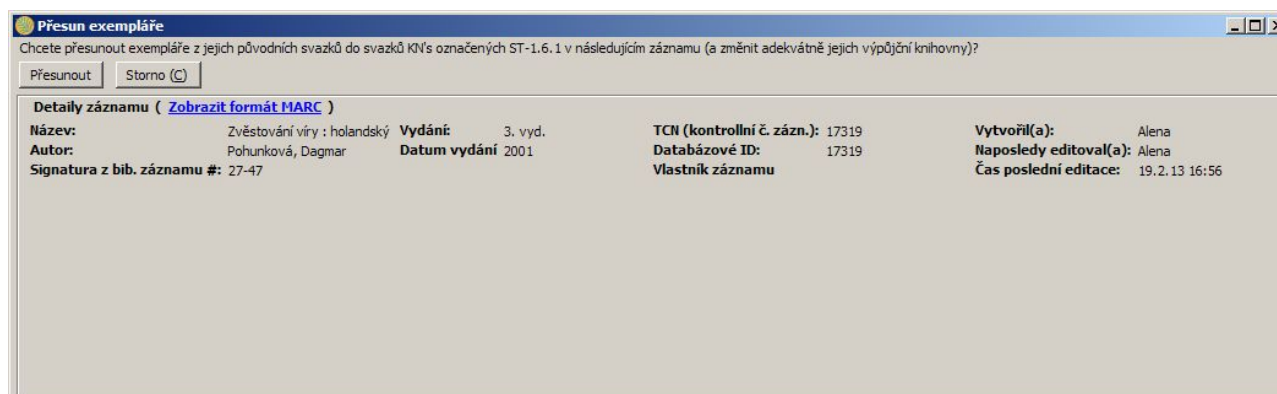 Přesun exempláře
Chcete přesunout exempláře z jejich původních svazků do svazků KN's označených ST-1.6.1 v následujícím záznamu (a změnit adekvátně jejich výpůjční knihovny)?
Přesunout Storno (C)
Detaily záznamu ( Zobrazit formát MARC )
Název: Zvěstování víry : holandský Vydání: 3. vyd. TCN (kontrolní č. zázn.): 17319 Vytvořil(a): Alena
Autor: Pohunková, Dagmar Datum vydání 2001 Databázové ID: 17319 Naposledy editoval(a): Alena
Signatura z bib. záznamu #: 27-47 Vlastník záznamu Čas poslední editace: 19.2.13 16:56